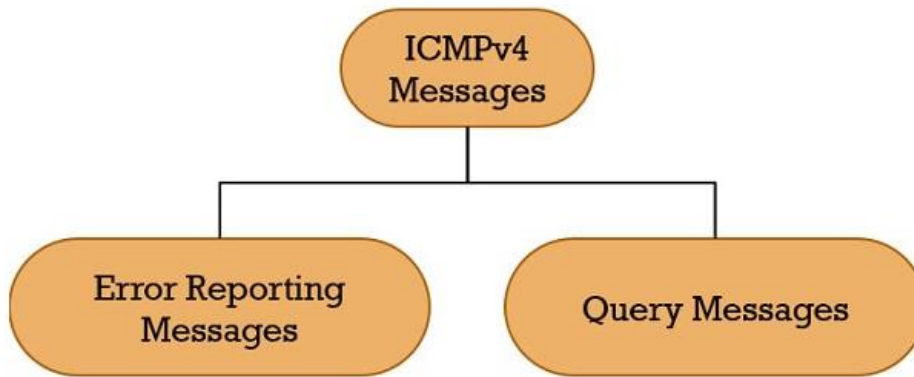 ICMPv4
Messages
Error Reporting
Messages
Query Messages